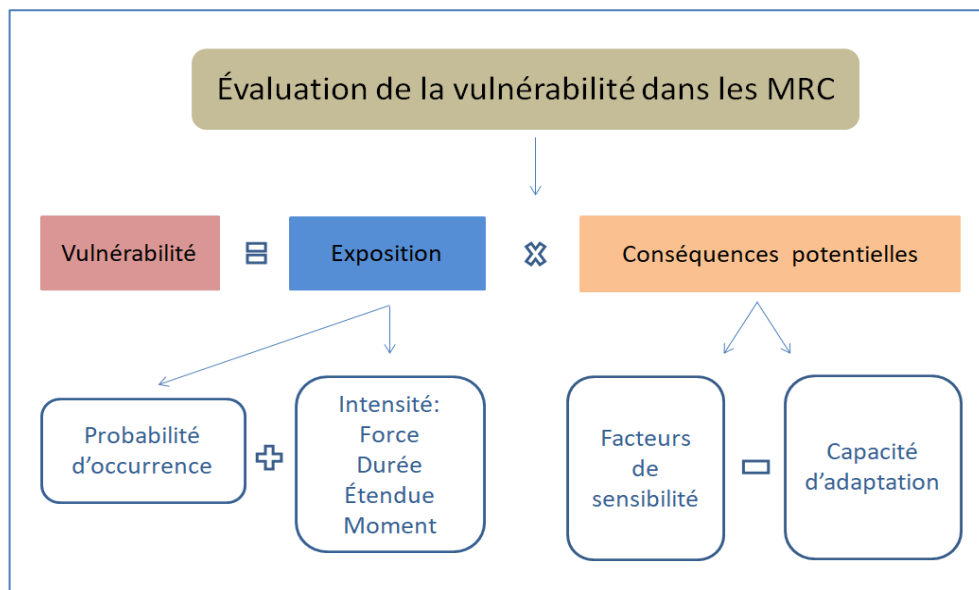 Évaluation de la vulnérabilité dans les MRC
Vulnérabilité = Exposition × Conséquences potentielles
Probabilité
d'occurrence
+
Intensité:
Force
Durée
Étendue
Moment
Facteurs
de
sensibilité
-
Capacité
d'adaptation